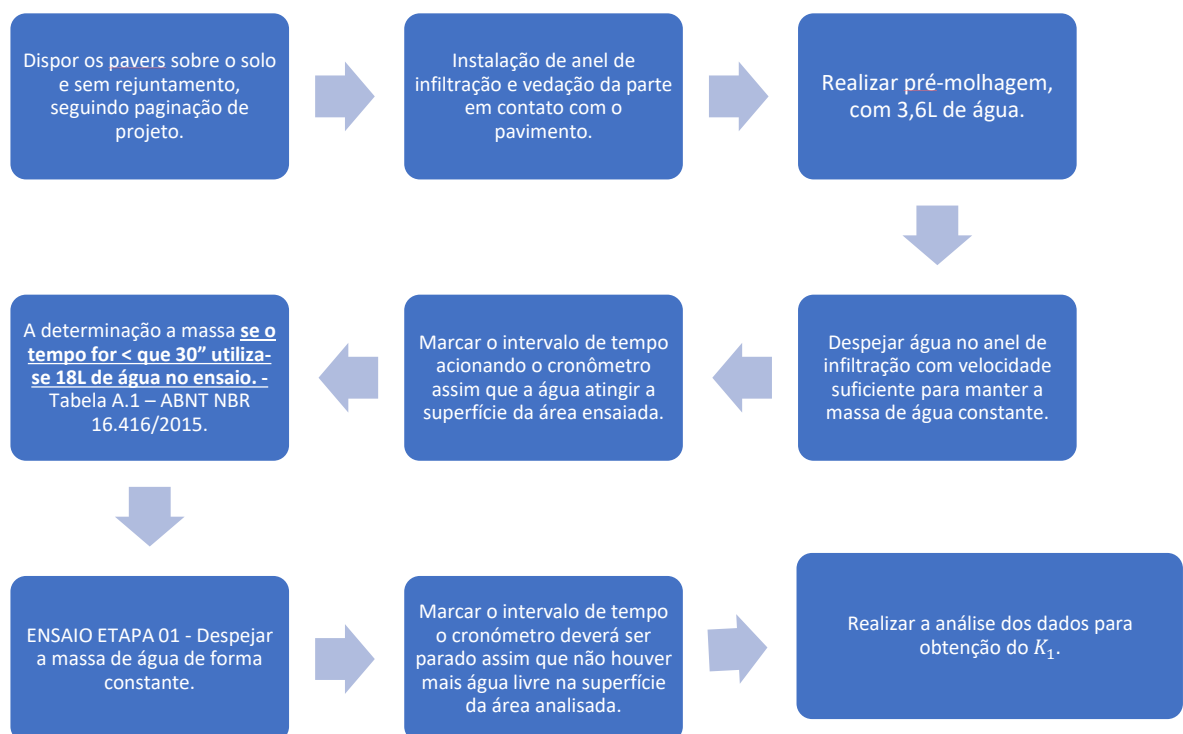 Dispor os pavers sobre o solo
e sem rejuntamento,
seguindo paginação de
projeto.
Instalação de anel de
infiltração e vedação da parte
em contato com o
pavimento.
Realizar pré-molhagem,
com 3,6L de água.
Despejar água no anel de
infiltração com velocidade
suficiente para manter a
massa de água constante.
Marcar o intervalo de tempo
acionando o cronômetro
assim que a água atingir a
superfície da área ensaiada.
A determinação a massa se o
tempo for < que 30” utiliza-
se 18L de água no ensaio. -
Tabela A.1 – ABNT NBR
16.416/2015.
ENSAIO ETAPA 01 - Despejar
a massa de água de forma
constante.
Marcar o intervalo de tempo
o cronómetro deverá ser
parado assim que não houver
mais água livre na superfície
da área analisada.
Realizar a análise dos dados para
obtenção do K₁.